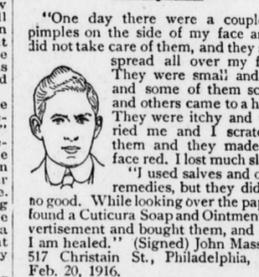 "One day there were a couple
pimples on the side of my face a
did not take care of them, and they
spread all over my f
They were small and
and some of them sc
and others came to a h
They were itchy and
ried me and I scrat
them and they made
face red. I lost much sl
"I used salves and o
remedies, but they did
no good. While looking over the pa
found a Cuticura Soap and Ointmen
vertisement and bought them, and
I am healed." (Signed) John Mass
517 Christain St., Philadelphia,
Feb. 20, 1916.